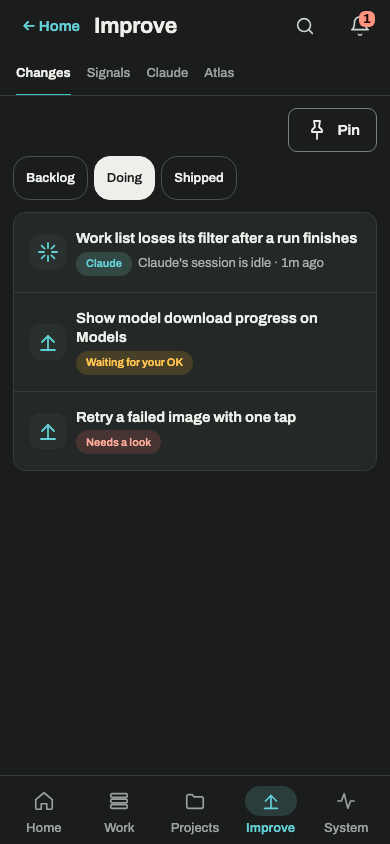 ← Home Improve 1
Changes Signals Claude Atlas
Pin
Backlog Doing Shipped
Work list loses its filter after a run finishes
Claude Claude's session is idle · 1m ago
Show model download progress on
Models
Waiting for your OK
Retry a failed image with one tap
Needs a look
Home Work Projects Improve System